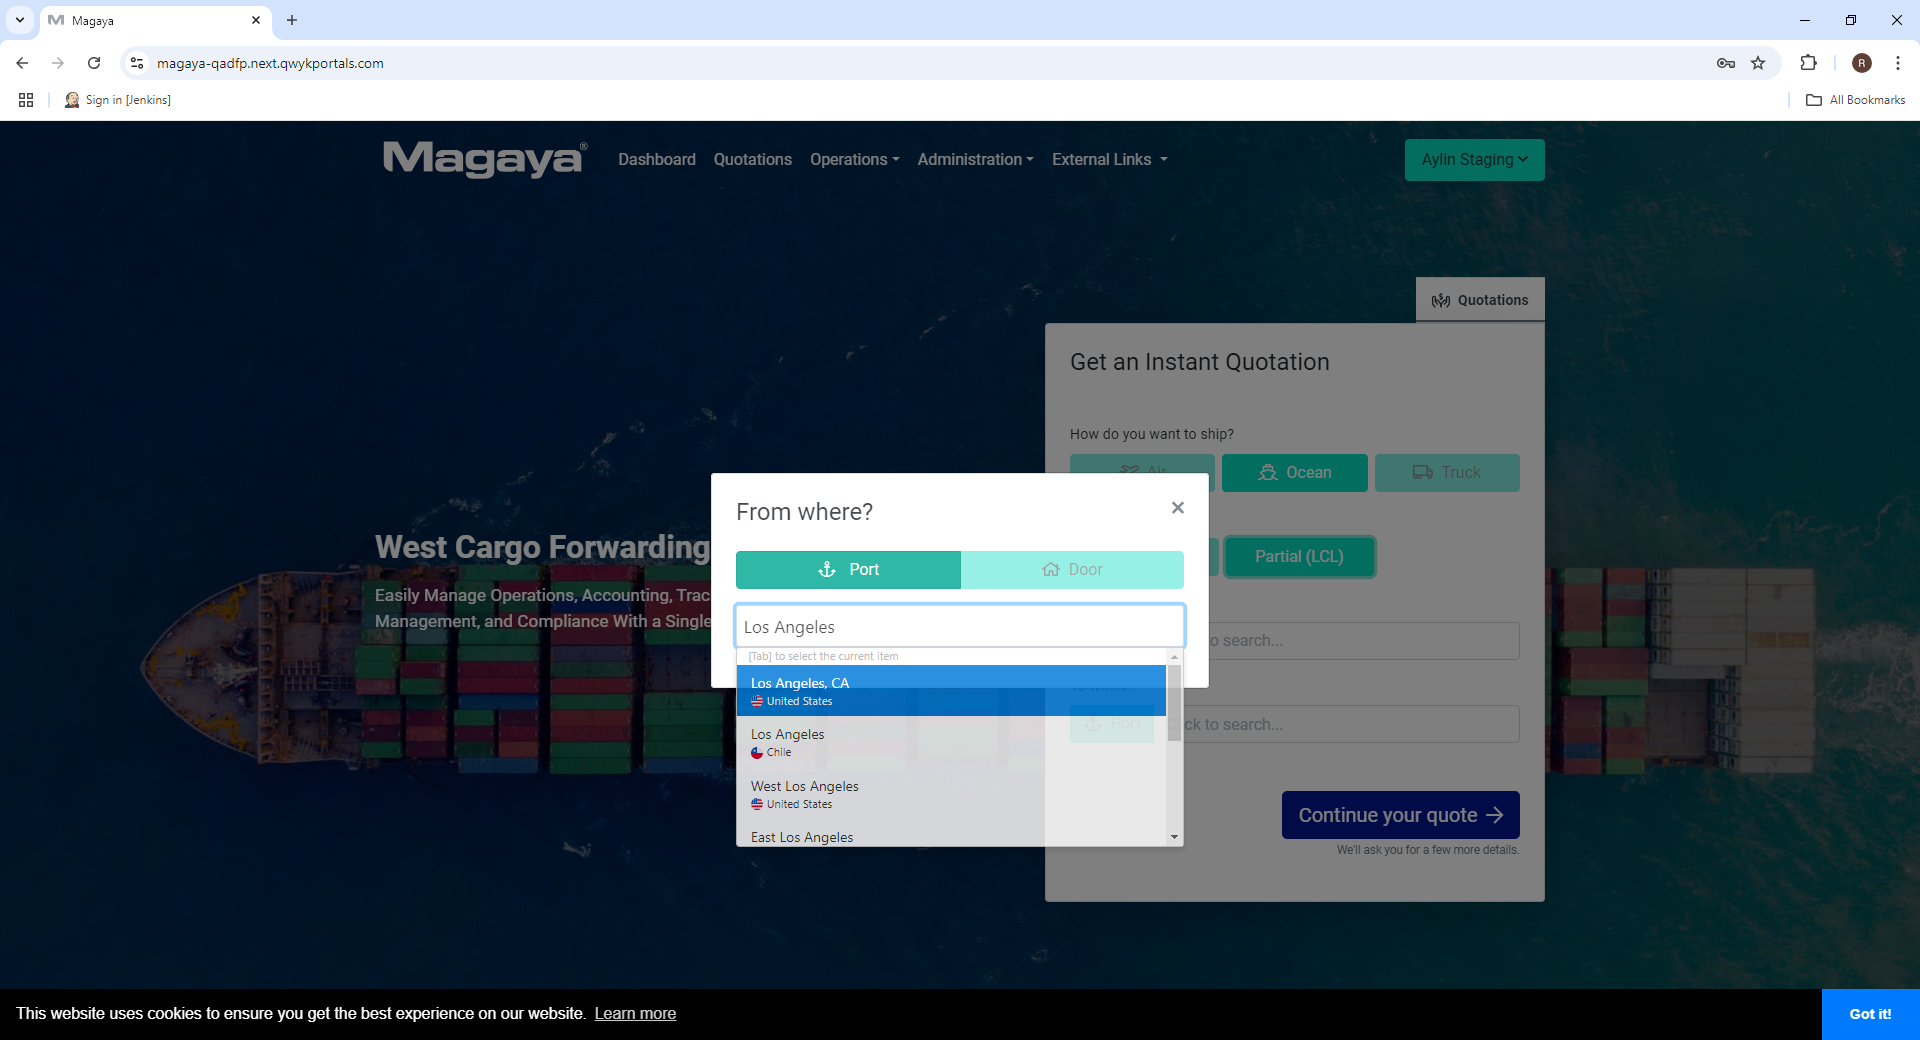 Magaya
magaya-qadfp.next.qwykportals.com
R
Sign in [Jenkins]
All Bookmarks
Magaya®
Dashboard
Quotations
Operations
Administration
External Links
Aylin Staging
Quotations
Get an Instant Quotation
How do you want to ship?
Air
Ocean
Truck
From where?
Port
Door
Partial (LCL)
West Cargo Forwarding
Easily Manage Operations, Accounting,
Management, and Compliance With a Single
Los Angeles
o search...
[Tab] to select the current item
Los Angeles, CA
United States
Port
to search...
Los Angeles
Chile
West Los Angeles
United States
East Los Angeles
Continue your quote
We'll ask you for a few more details.
This website uses cookies to ensure you get the best experience on our website. Learn more
Got it!